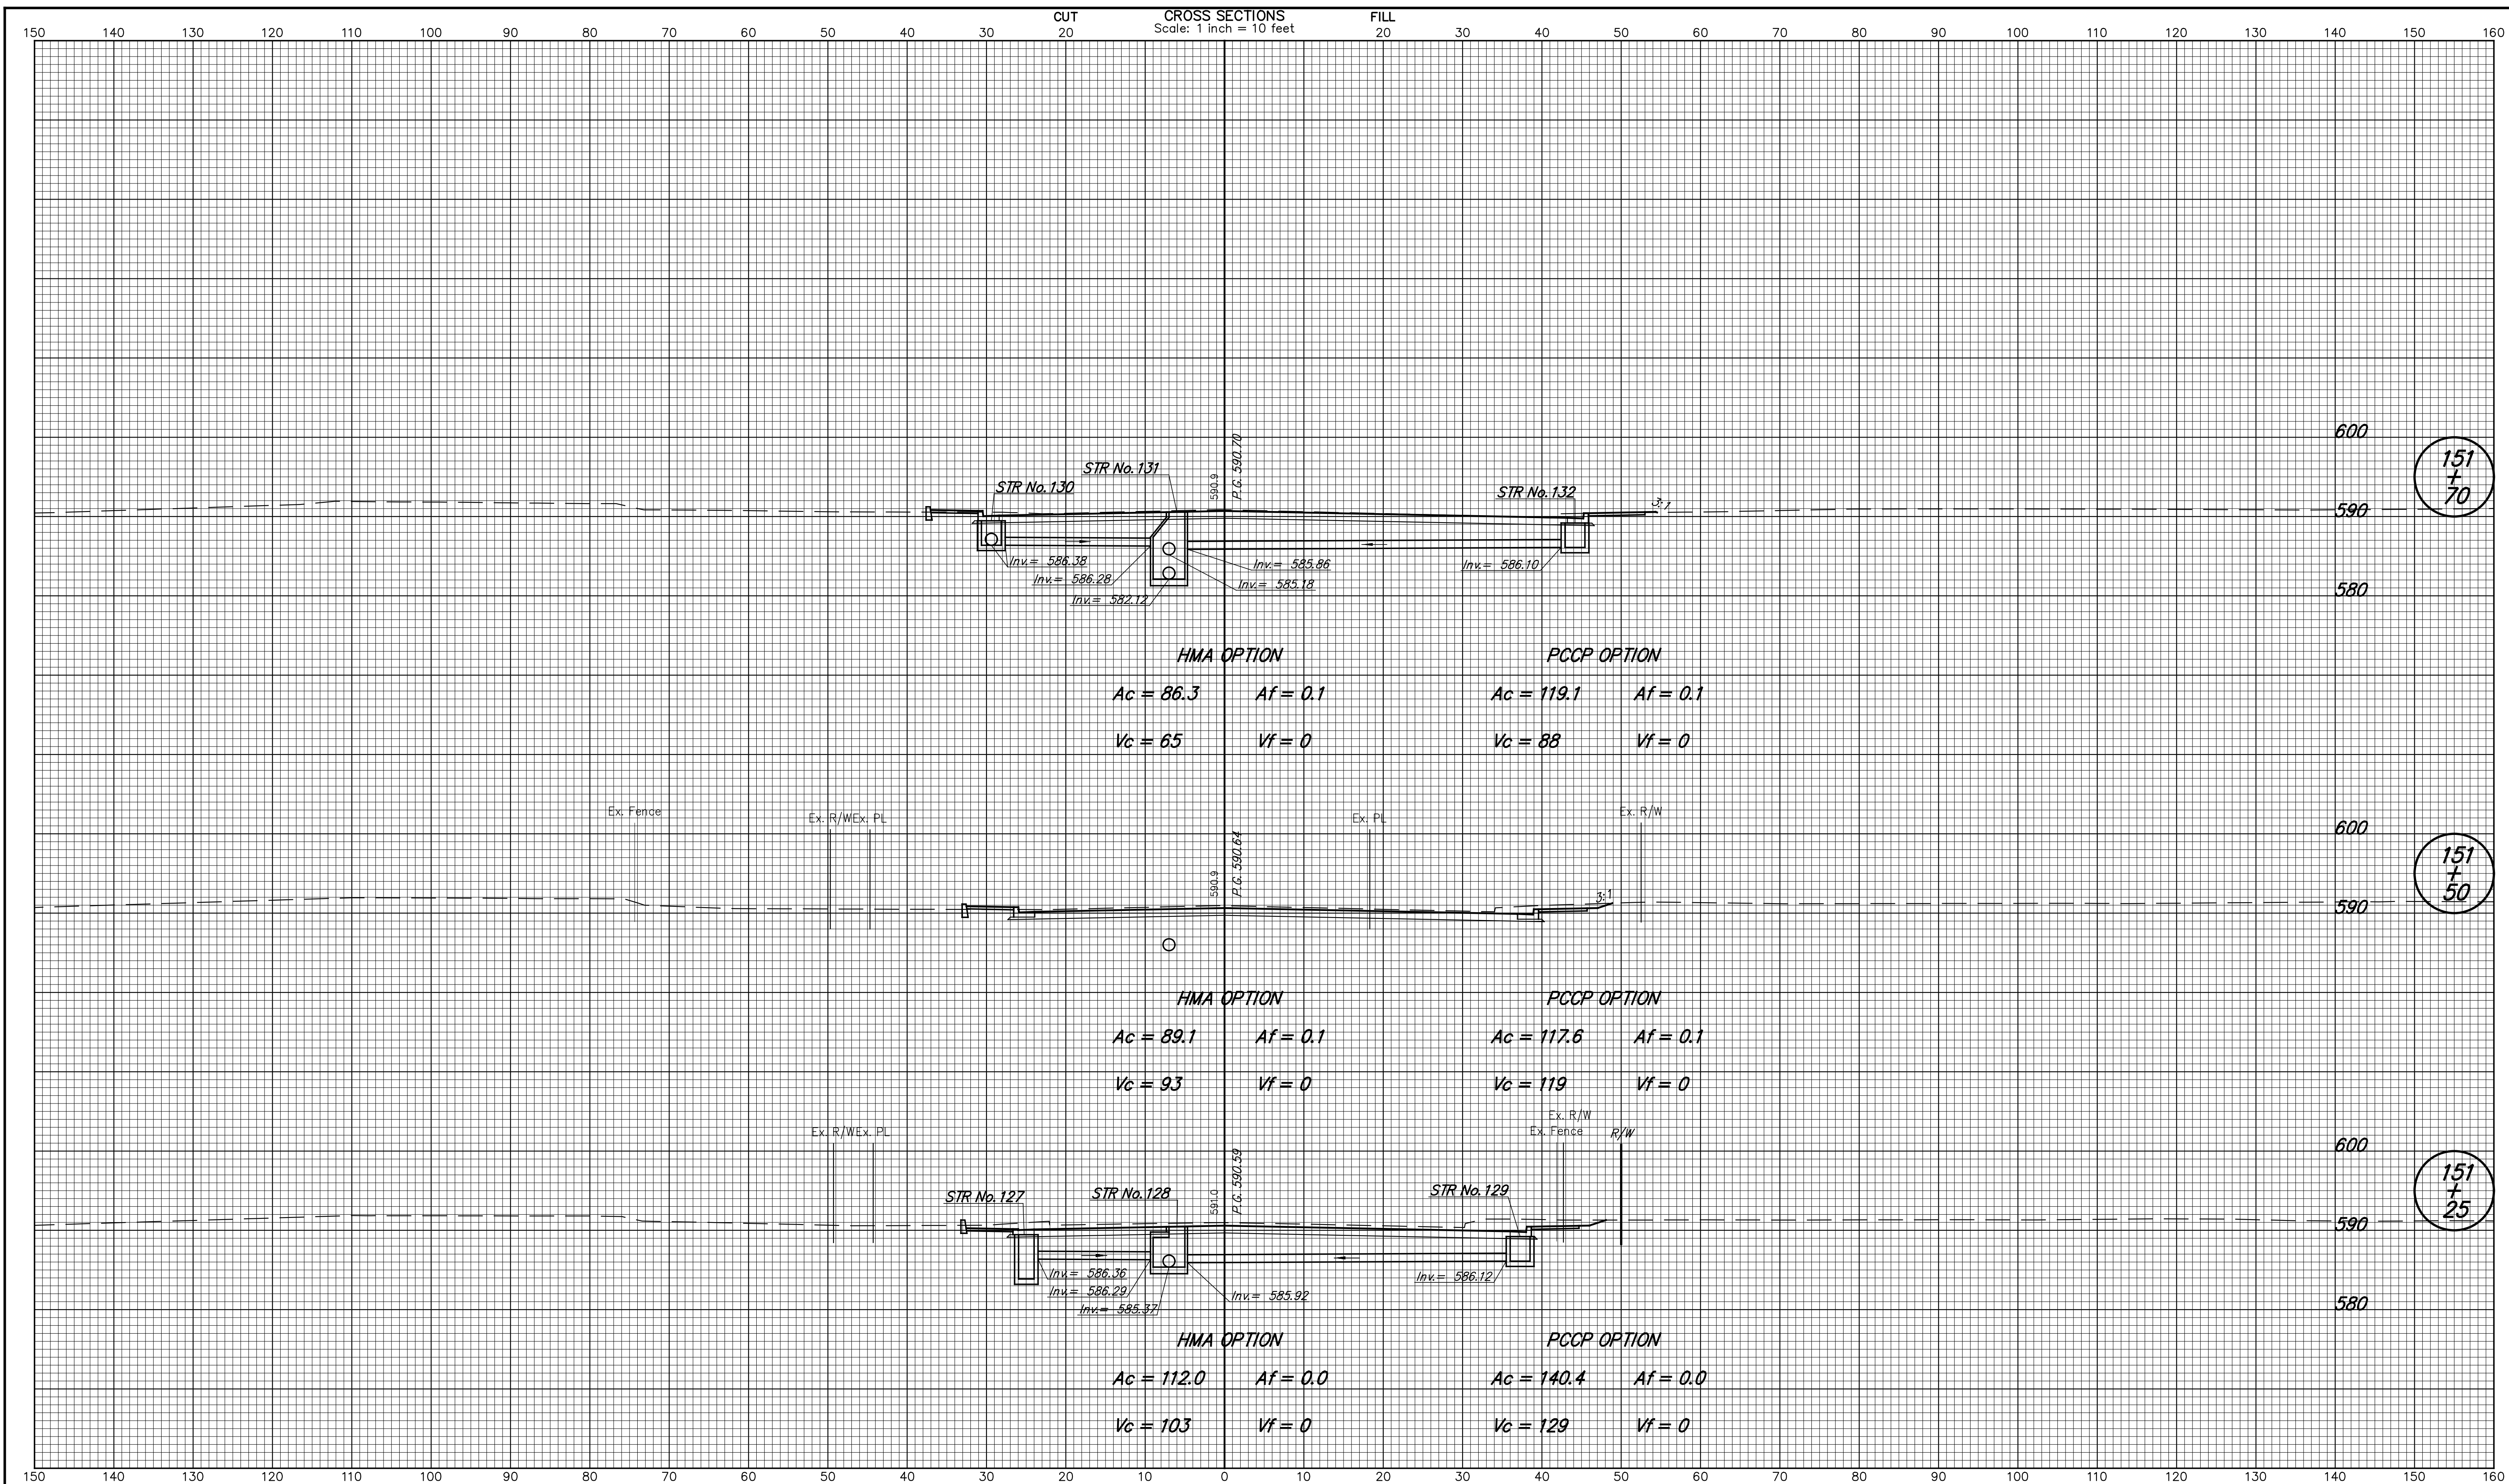 CUT CROSS SECTIONS FILL
Scale: 1 inch = 10 feet
150 140 130 120 110 100 90 80 70 60 50 40 30 20 20 30 40 50 60 70 80 90 100 110 120 130 140 150 160
600
151
+
70
P.G. 590.70
590.9
STR No. 131
STR No. 130
STR No. 132
3:1
590
Inv.= 586.38
Inv.= 586.28
Inv.= 582.12
Inv.= 585.86
Inv.= 585.18
Inv.= 586.10
580
HMA OPTION PCCP OPTION
Ac = 86.3 Af = 0.1 Ac = 119.1 Af = 0.1
Vc = 65 Vf = 0 Vc = 88 Vf = 0
Ex. Fence
Ex. R/W Ex. PL
Ex. PL
Ex. R/W
600
151
+
50
P.G. 590.64
590.9
3:1
590
HMA OPTION PCCP OPTION
Ac = 89.1 Af = 0.1 Ac = 117.6 Af = 0.1
Vc = 93 Vf = 0 Vc = 119 Vf = 0
Ex. R/W Ex. PL
Ex. R/W
Ex. Fence
R/W
600
151
+
25
P.G. 590.59
591.0
STR No. 127
STR No. 128
STR No. 129
590
Inv.= 586.36
Inv.= 586.29
Inv.= 585.37
Inv.= 585.92
Inv.= 586.12
580
HMA OPTION PCCP OPTION
Ac = 112.0 Af = 0.0 Ac = 140.4 Af = 0.0
Vc = 103 Vf = 0 Vc = 129 Vf = 0
150 140 130 120 110 100 90 80 70 60 50 40 30 20 10 0 10 20 30 40 50 60 70 80 90 100 110 120 130 140 150 160